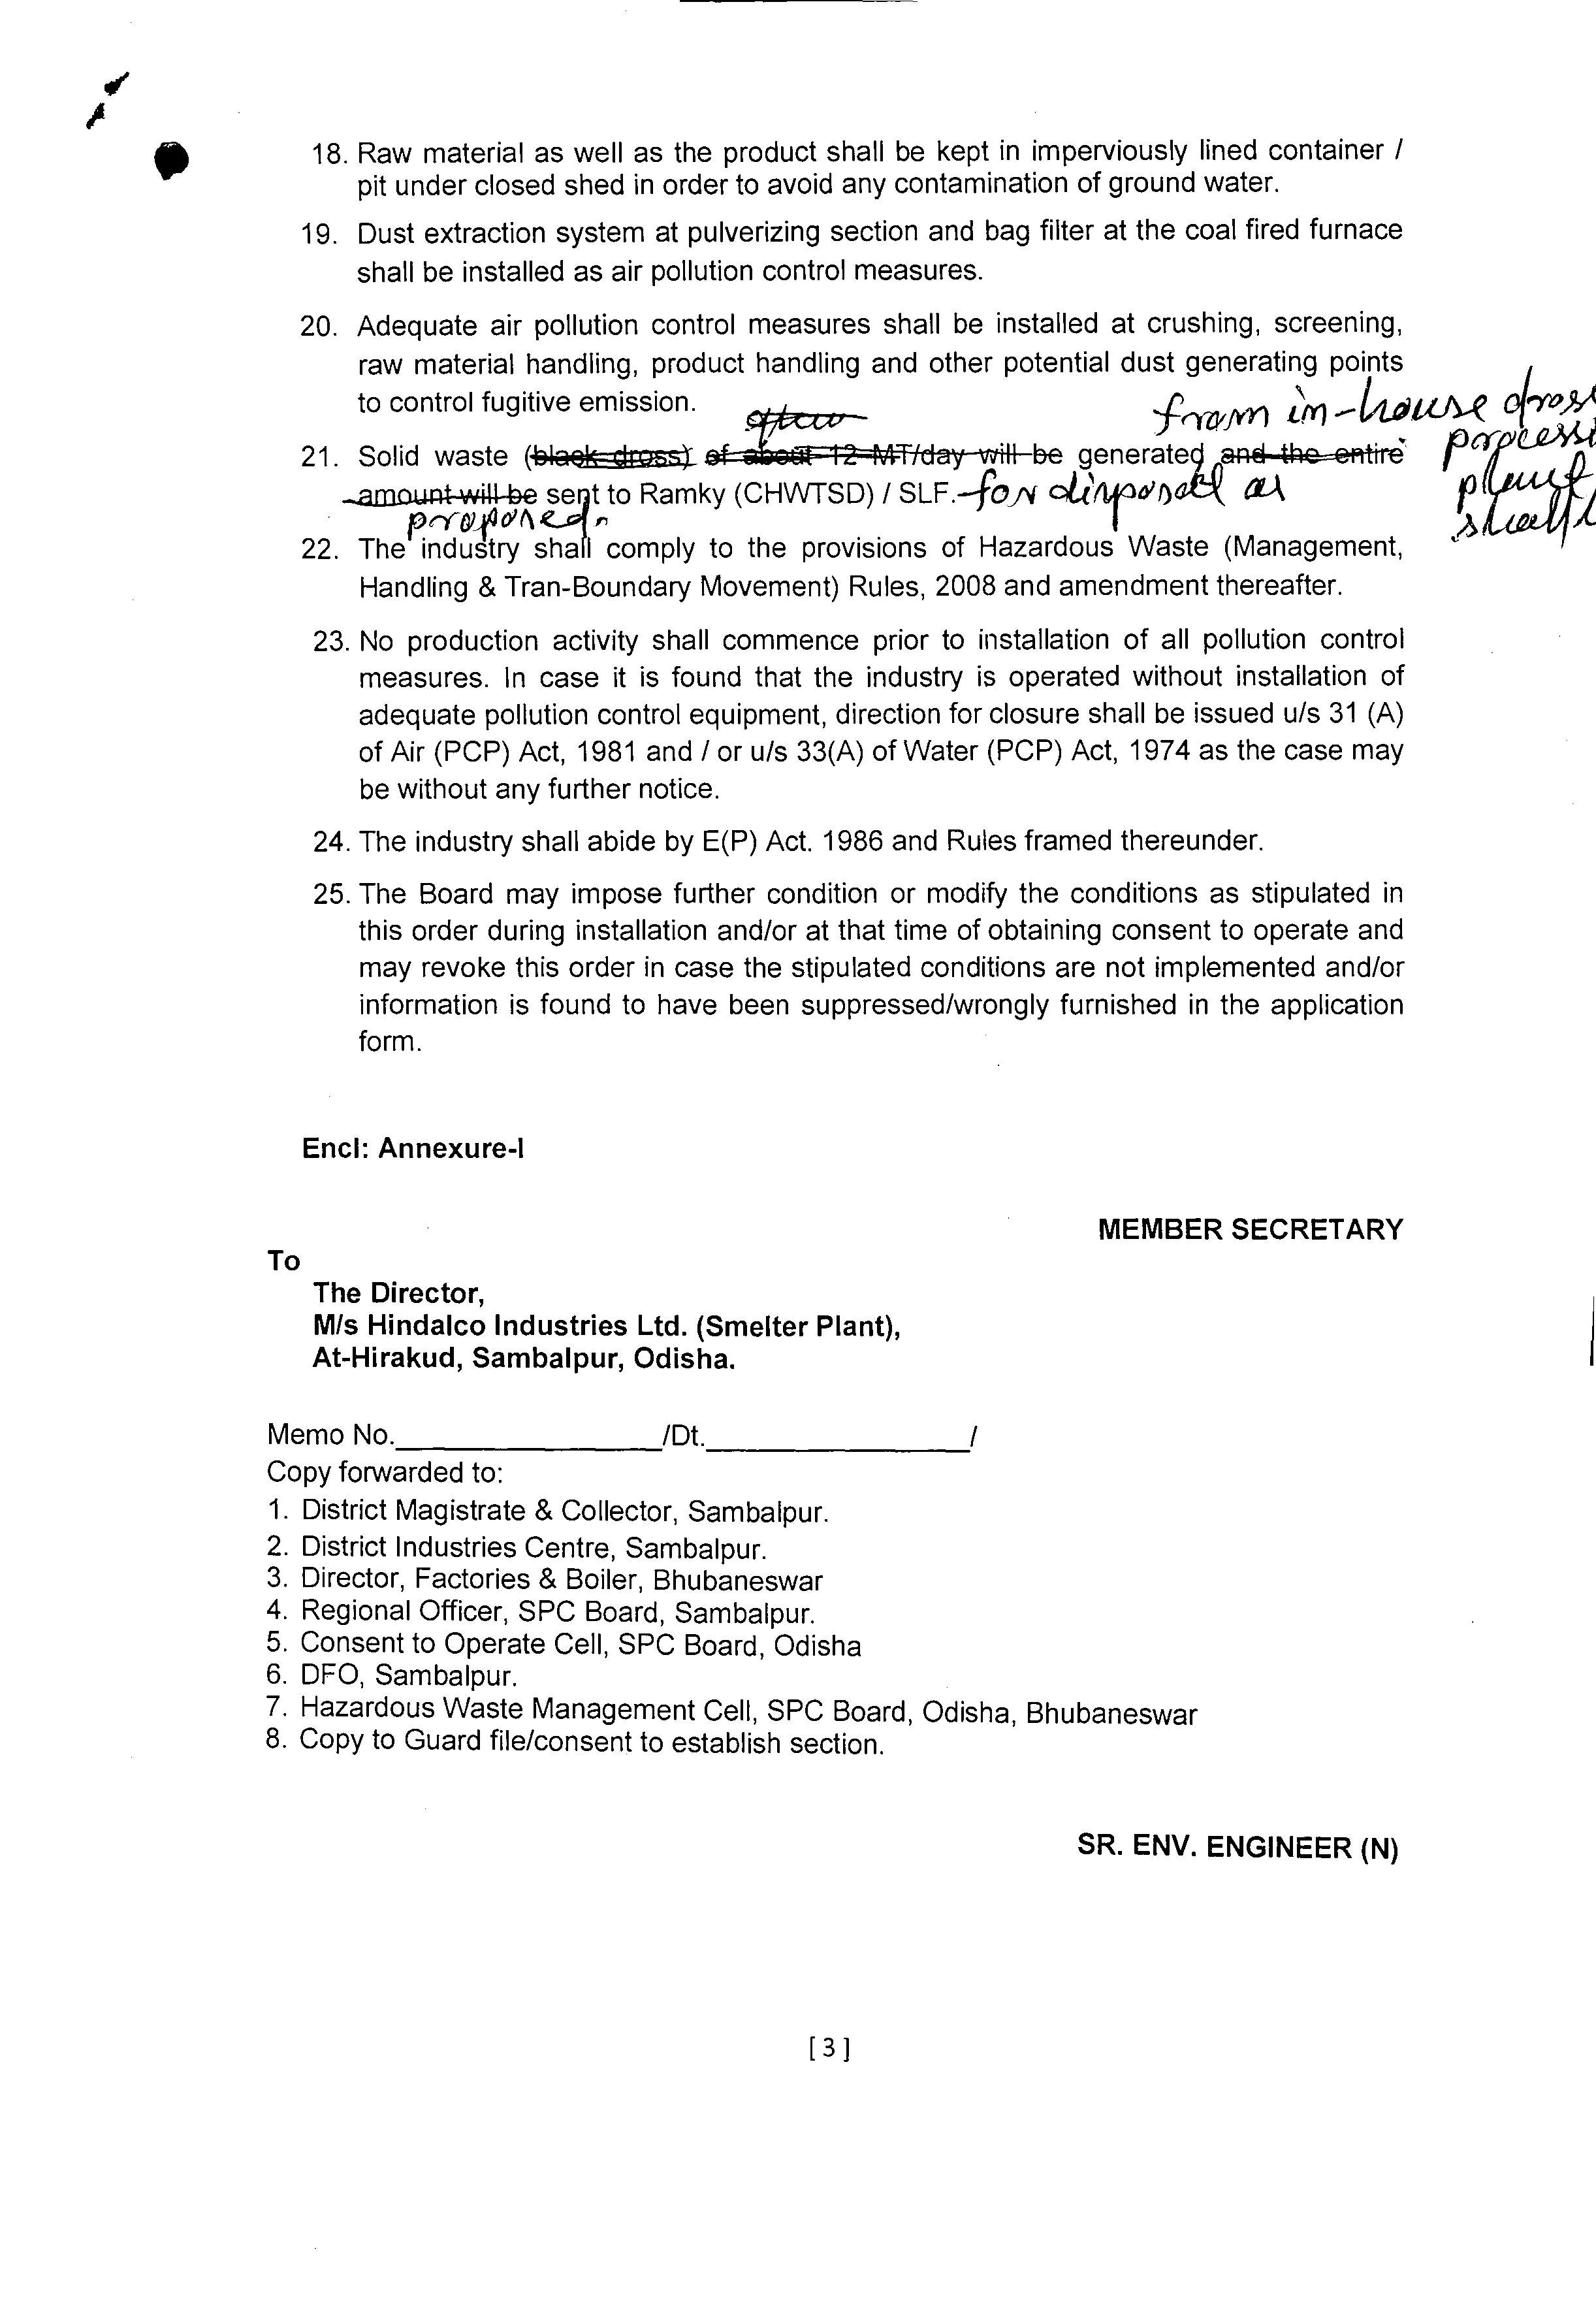 18. Raw material as well as the product shall be kept in imperviously lined container /
pit under closed shed in order to avoid any contamination of ground water.
19. Dust extraction system at pulverizing section and bag filter at the coal fired furnace
shall be installed as air pollution control measures.
20. Adequate air pollution control measures shall be installed at crushing, screening,
raw material handling, product handling and other potential dust generating points
to control fugitive emission.
from in-house dross
21. Solid waste (black dross) of about 12 MT/day will be generated and the entire
plant
amount will be sent to Ramky (CHWTSD) / SLF. for disposal as
proposed.
22. The industry shall comply to the provisions of Hazardous Waste (Management,
Handling & Tran-Boundary Movement) Rules, 2008 and amendment thereafter.
23. No production activity shall commence prior to installation of all pollution control
measures. In case it is found that the industry is operated without installation of
adequate pollution control equipment, direction for closure shall be issued u/s 31 (A)
of Air (PCP) Act, 1981 and / or u/s 33(A) of Water (PCP) Act, 1974 as the case may
be without any further notice.
24. The industry shall abide by E(P) Act. 1986 and Rules framed thereunder.
25. The Board may impose further condition or modify the conditions as stipulated in
this order during installation and/or at that time of obtaining consent to operate and
may revoke this order in case the stipulated conditions are not implemented and/or
information is found to have been suppressed/wrongly furnished in the application
form.
Encl: Annexure-I
MEMBER SECRETARY
To
The Director,
M/s Hindalco Industries Ltd. (Smelter Plant),
At-Hirakud, Sambalpur, Odisha.
Memo No.________________/Dt.________________/
Copy forwarded to:
1. District Magistrate & Collector, Sambalpur.
2. District Industries Centre, Sambalpur.
3. Director, Factories & Boiler, Bhubaneswar
4. Regional Officer, SPC Board, Sambalpur.
5. Consent to Operate Cell, SPC Board, Odisha
6. DFO, Sambalpur.
7. Hazardous Waste Management Cell, SPC Board, Odisha, Bhubaneswar
8. Copy to Guard file/consent to establish section.
SR. ENV. ENGINEER (N)
[ 3 ]